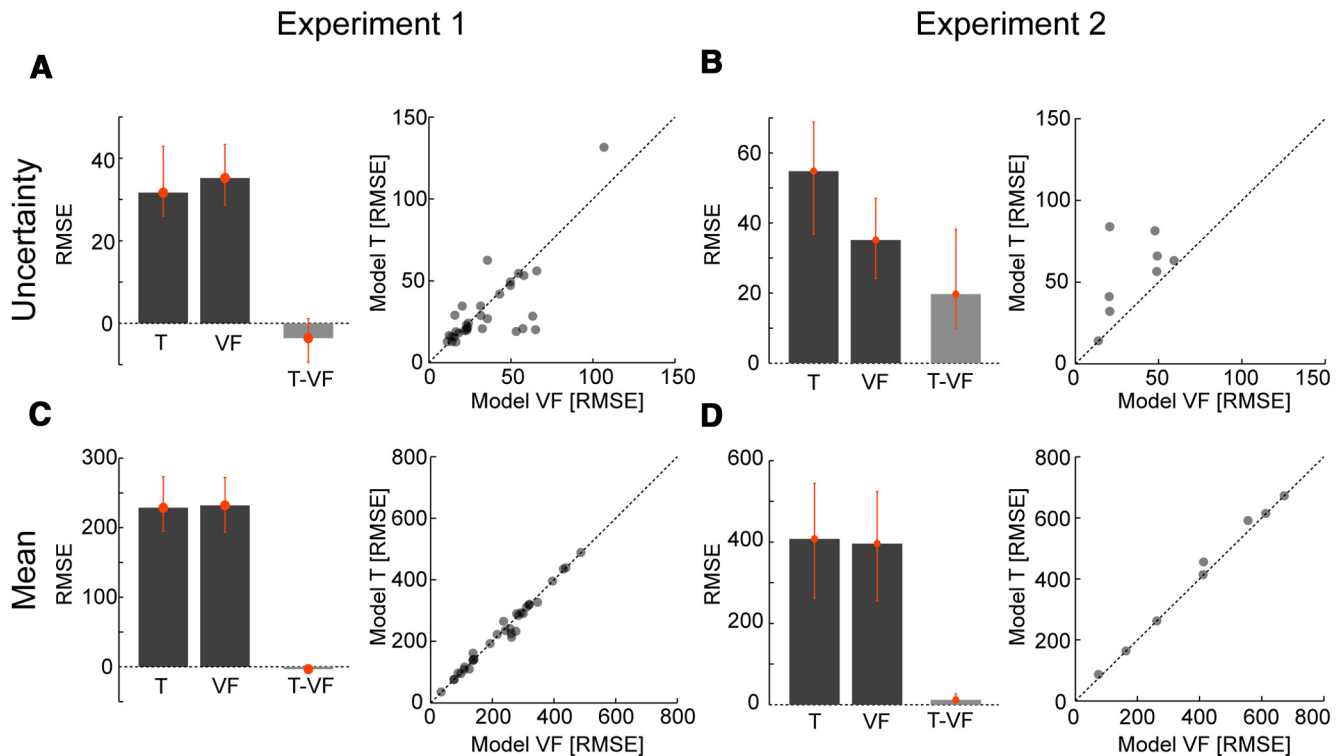 Experiment 1
Experiment 2
A
B
Uncertainty
RMSE
40
20
0
T
VF
T-VF
Model T [RMSE]
150
100
50
0
0
50
100
150
Model VF [RMSE]
RMSE
60
40
20
0
T
VF
T-VF
Model T [RMSE]
150
100
50
0
0
50
100
150
Model VF [RMSE]
C
D
Mean
RMSE
300
200
100
0
T
VF
T-VF
Model T [RMSE]
800
600
400
200
0
0
200
400
600
800
Model VF [RMSE]
RMSE
600
400
200
0
T
VF
T-VF
Model T [RMSE]
800
600
400
200
0
0
200
400
600
800
Model VF [RMSE]